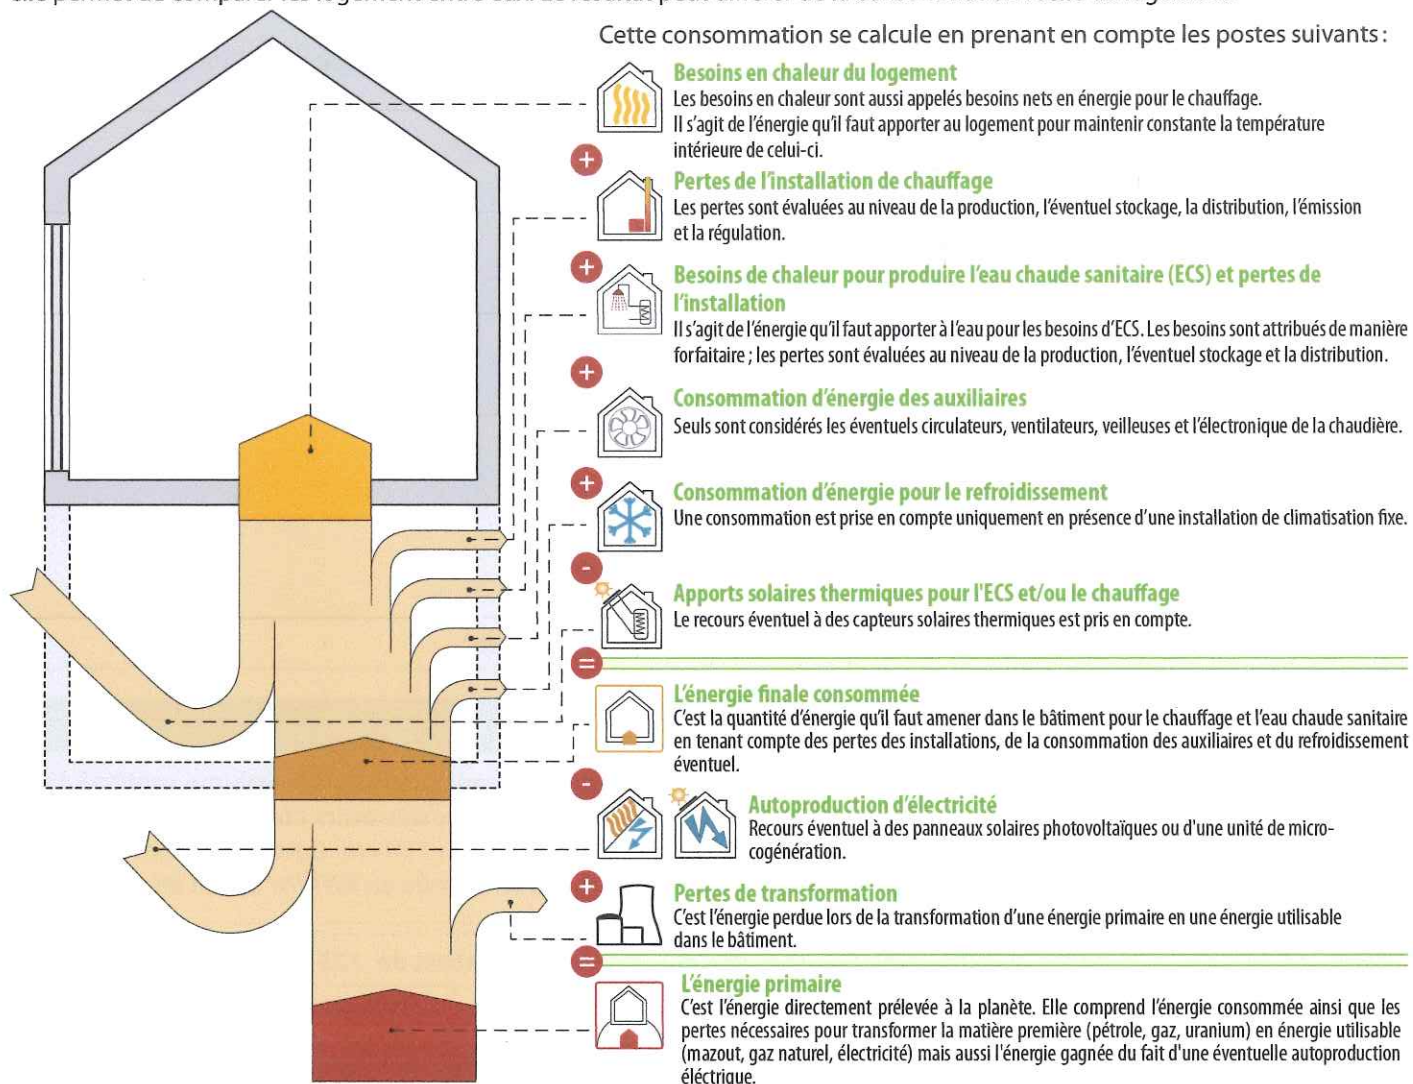 Cette consommation se calcule en prenant en compte les postes suivants :
Besoins en chaleur du logement
Les besoins en chaleur sont aussi appelés besoins nets en énergie pour le chauffage.
Il s'agit de l'énergie qu'il faut apporter au logement pour maintenir constante la température
intérieure de celui-ci.
+
Pertes de l'installation de chauffage
Les pertes sont évaluées au niveau de la production, l'éventuel stockage, la distribution, l'émission
et la régulation.
+
Besoins de chaleur pour produire l'eau chaude sanitaire (ECS) et pertes de
l'installation
Il s'agit de l'énergie qu'il faut apporter à l'eau pour les besoins d'ECS. Les besoins sont attribués de manière
forfaitaire ; les pertes sont évaluées au niveau de la production, l'éventuel stockage et la distribution.
+
Consommation d'énergie des auxiliaires
Seuls sont considérés les éventuels circulateurs, ventilateurs, veilleuses et l'électronique de la chaudière.
+
Consommation d'énergie pour le refroidissement
Une consommation est prise en compte uniquement en présence d'une installation de climatisation fixe.
-
Apports solaires thermiques pour l'ECS et/ou le chauffage
Le recours éventuel à des capteurs solaires thermiques est pris en compte.
=
L'énergie finale consommée
C'est la quantité d'énergie qu'il faut amener dans le bâtiment pour le chauffage et l'eau chaude sanitaire
en tenant compte des pertes des installations, de la consommation des auxiliaires et du refroidissement
éventuel.
-
Autoproduction d'électricité
Recours éventuel à des panneaux solaires photovoltaïques ou d'une unité de micro-
cogénération.
+
Pertes de transformation
C'est l'énergie perdue lors de la transformation d'une énergie primaire en une énergie utilisable
dans le bâtiment.
=
L'énergie primaire
C'est l'énergie directement prélevée à la planète. Elle comprend l'énergie consommée ainsi que les
pertes nécessaires pour transformer la matière première (pétrole, gaz, uranium) en énergie utilisable
(mazout, gaz naturel, électricité) mais aussi l'énergie gagnée du fait d'une éventuelle autoproduction
éléctrique.